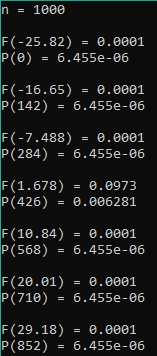 n = 1000
F(-25.82) = 0.0001
P(0) = 6.455e-06
F(-16.65) = 0.0001
P(142) = 6.455e-06
F(-7.488) = 0.0001
P(284) = 6.455e-06
F(1.678) = 0.0973
P(426) = 0.006281
F(10.84) = 0.0001
P(568) = 6.455e-06
F(20.01) = 0.0001
P(710) = 6.455e-06
F(29.18) = 0.0001
P(852) = 6.455e-06